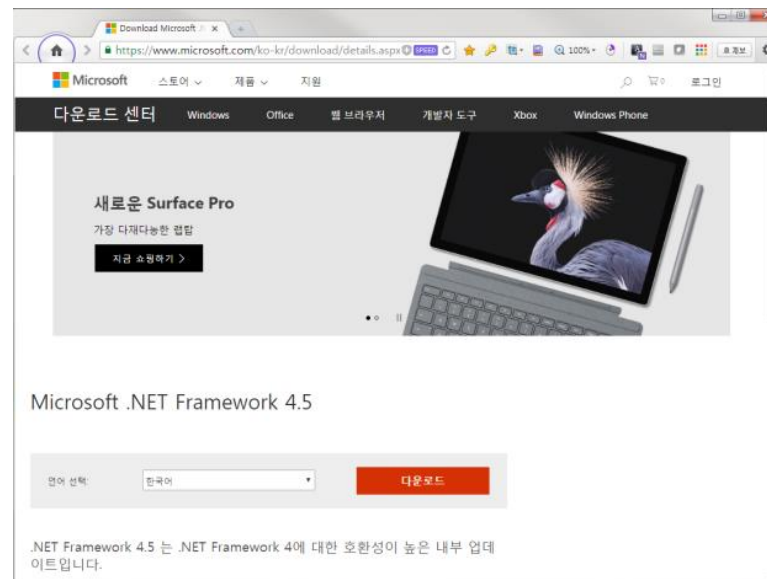 Download Microsoft
https://www.microsoft.com/ko-kr/download/details.aspx
SPEED
100%
Microsoft
스토어
제품
지원
0
로그인
다운로드 센터
Windows
Office
웹 브라우저
개발자 도구
Xbox
Windows Phone
새로운 Surface Pro
가장 다재다능한 랩탑
지금 쇼핑하기 >
Microsoft .NET Framework 4.5
언어 선택:
한국어
다운로드
.NET Framework 4.5 는 .NET Framework 4에 대한 호환성이 높은 내부 업데
이트입니다.